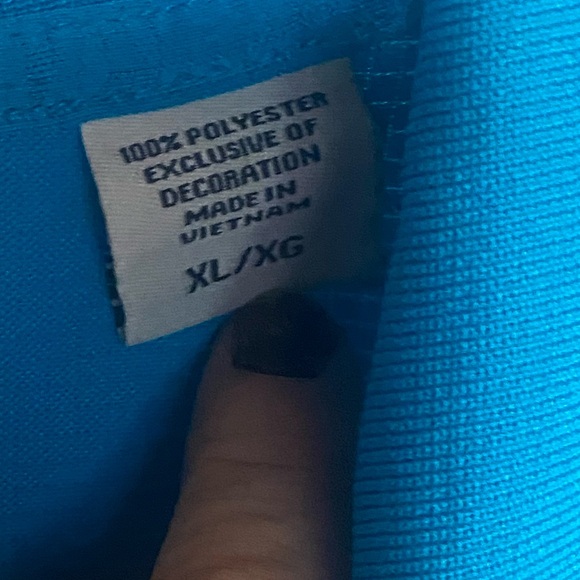 100% POLYESTER
EXCLUSIVE OF
DECORATION
MADE IN
VIETNAM
XL/XG